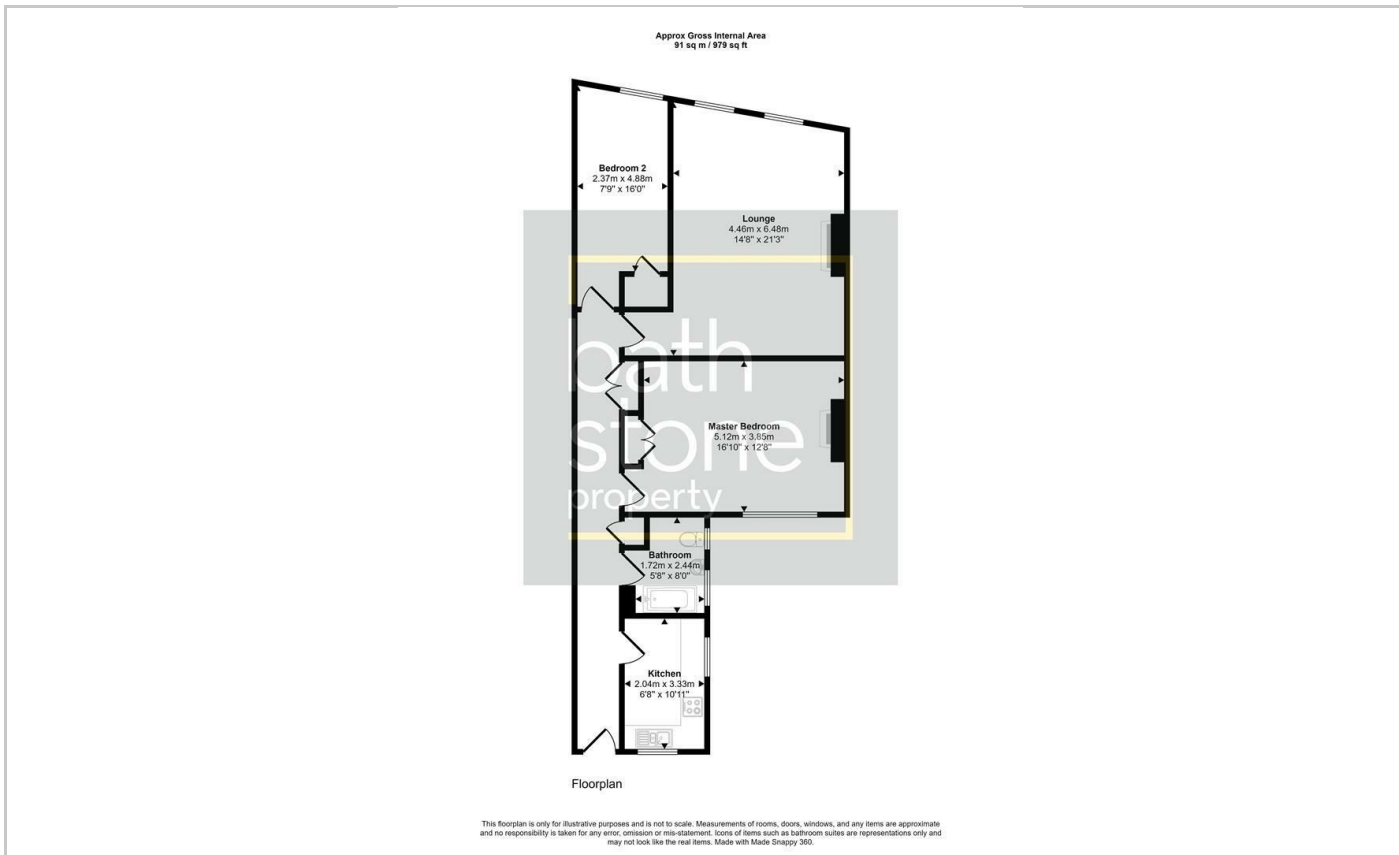 Approx Gross Internal Area
91 sq m / 979 sq ft
Bedroom 2
2.37m x 4.88m
7'9" x 16'0"
Lounge
4.46m x 6.48m
14'8" x 21'3"
bath
stone
property
Master Bedroom
5.12m x 3.85m
16'10" x 12'8"
Bathroom
1.72m x 2.44m
5'8" x 8'0"
Kitchen
2.04m x 3.33m
6'8" x 10'11"
Floorplan
This floorplan is only for illustrative purposes and is not to scale. Measurements of rooms, doors, windows, and any items are approximate
and no responsibility is taken for any error, omission or mis-statement. Icons of items such as bathroom suites are representations only and
may not look like the real items. Made with Made Snappy 360.